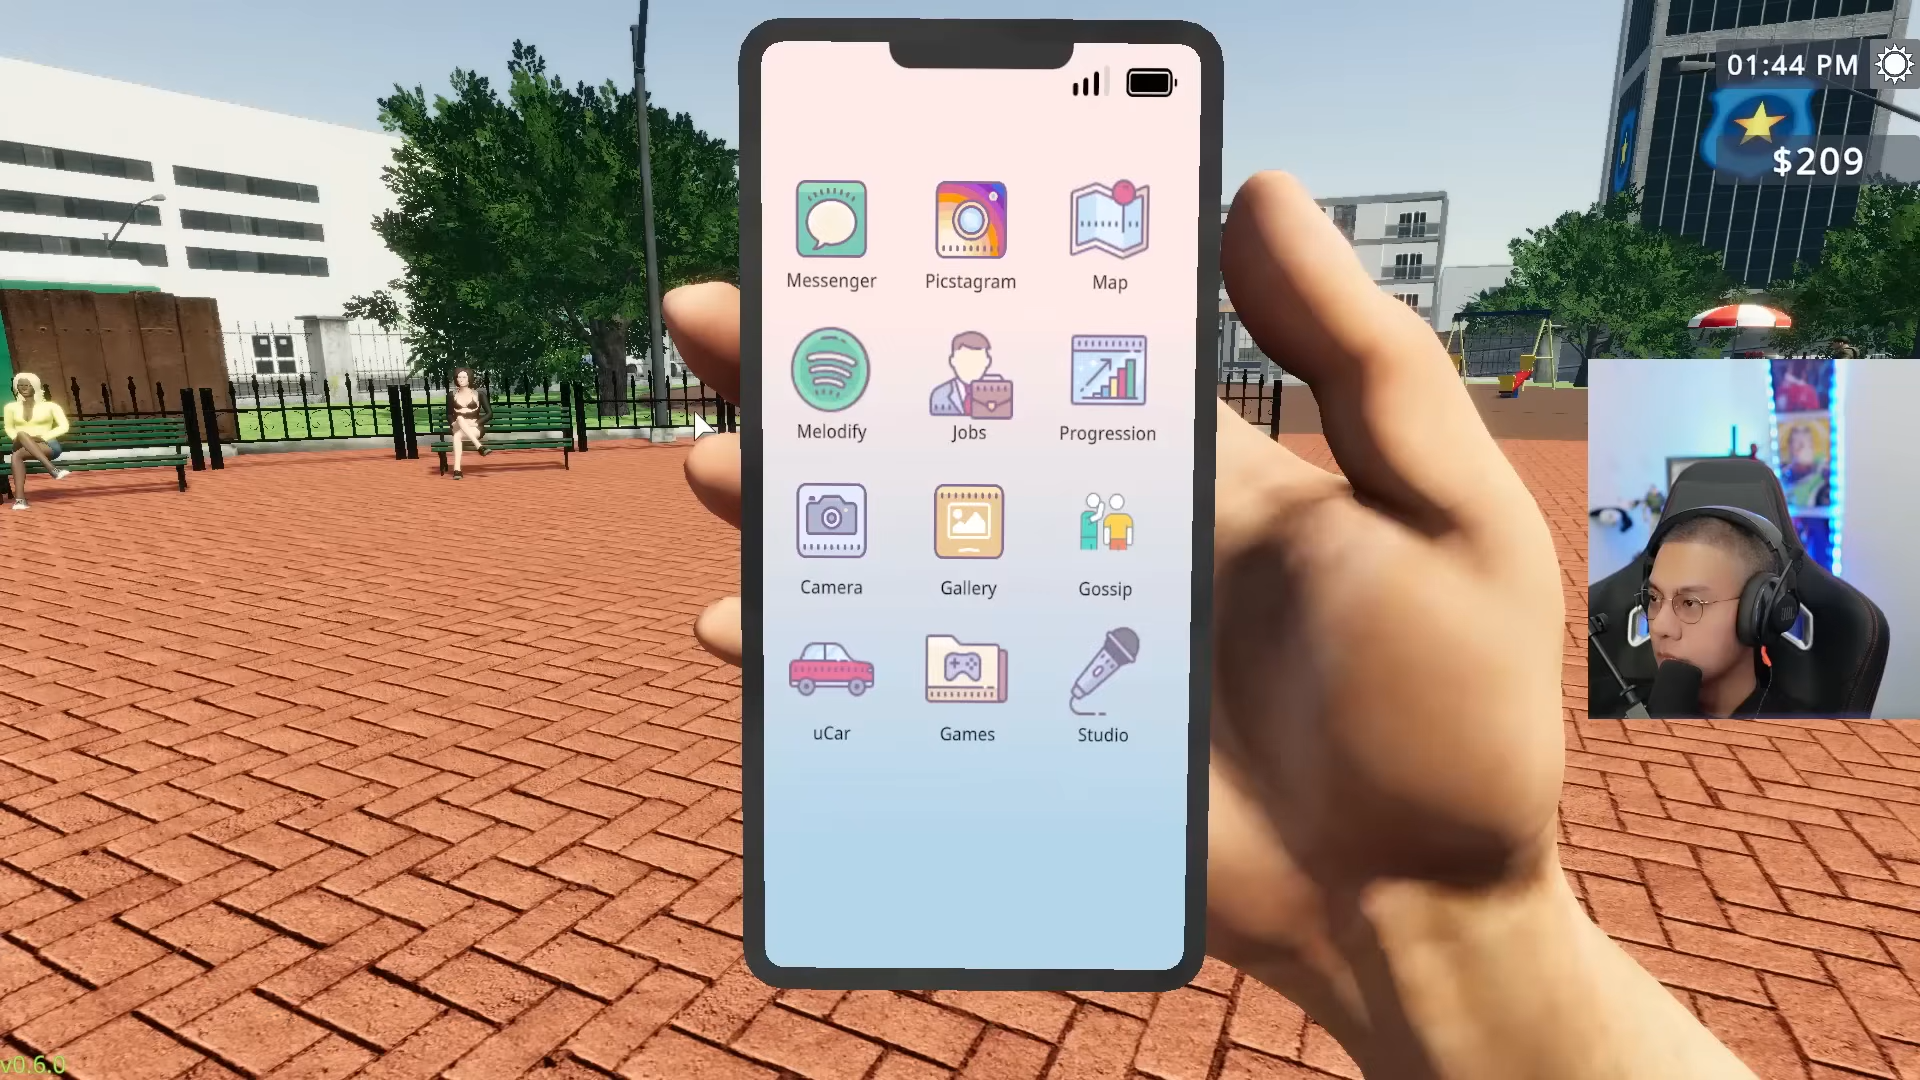 01:44 PM
$209
Messenger
Picstagram
Map
Melodify
Jobs
Progression
Camera
Gallery
Gossip
uCar
Games
Studio
v0.6.0